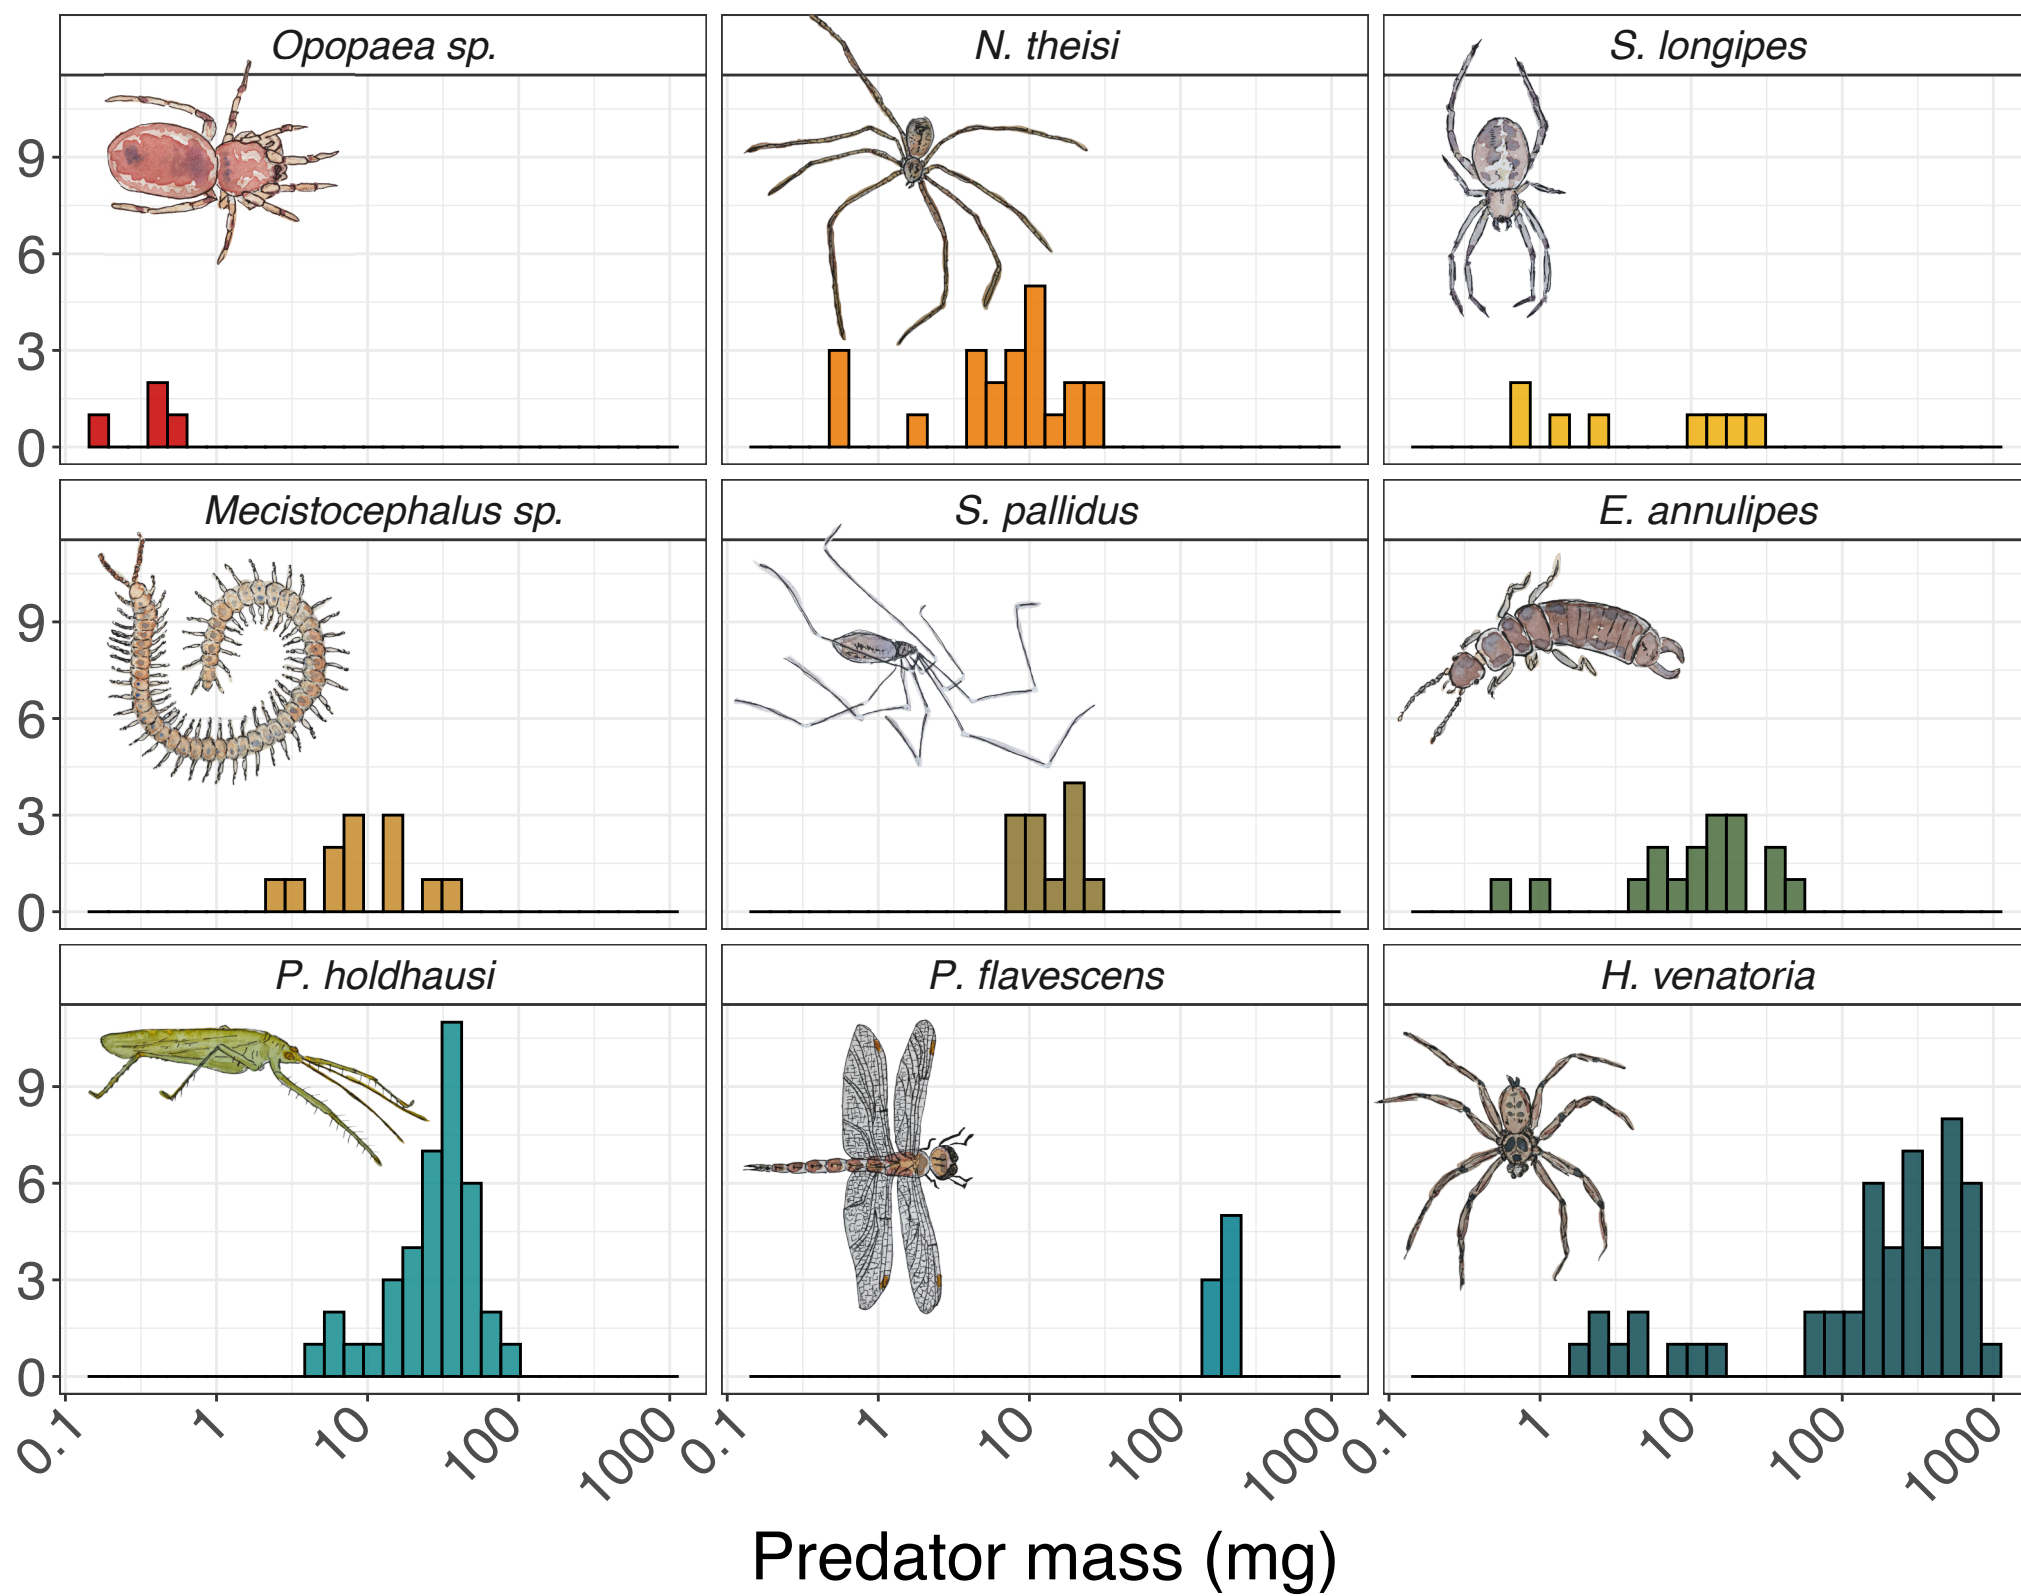 Opopaea sp.
N. theisi
S. longipes
9
6
3
0
Mecistocephalus sp.
S. pallidus
E. annulipes
9
6
3
0
P. holdhausi
P. flavescens
H. venatoria
9
6
3
0
0.1 1 10 100 1000 0.1 1 10 100 1000 0.1 1 10 100 1000
Predator mass (mg)